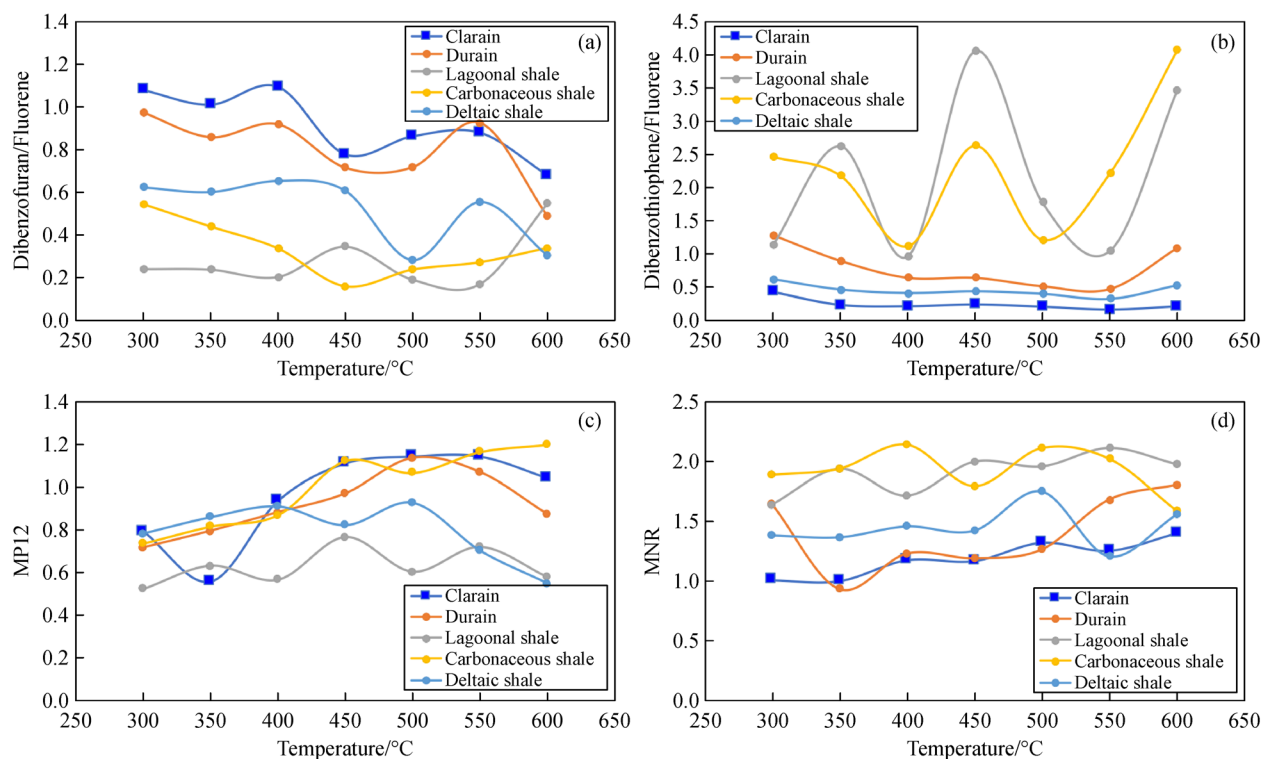 (a)
Clarain
Durain
Lagoonal shale
Carbonaceous shale
Deltaic shale
Dibenzofuran/Fluorene
1.4
1.2
1.0
0.8
0.6
0.4
0.2
0.0
250 300 350 400 450 500 550 600 650
Temperature/°C
(b)
Clarain
Durain
Lagoonal shale
Carbonaceous shale
Deltaic shale
Dibenzothiophene/Fluorene
4.5
4.0
3.5
3.0
2.5
2.0
1.5
1.0
0.5
0.0
250 300 350 400 450 500 550 600 650
Temperature/°C
(c)
MP12
1.4
1.2
1.0
0.8
0.6
0.4
0.2
0.0
Clarain
Durain
Lagoonal shale
Carbonaceous shale
Deltaic shale
250 300 350 400 450 500 550 600 650
Temperature/°C
(d)
MNR
2.5
2.0
1.5
1.0
0.5
0.0
Clarain
Durain
Lagoonal shale
Carbonaceous shale
Deltaic shale
250 300 350 400 450 500 550 600 650
Temperature/°C